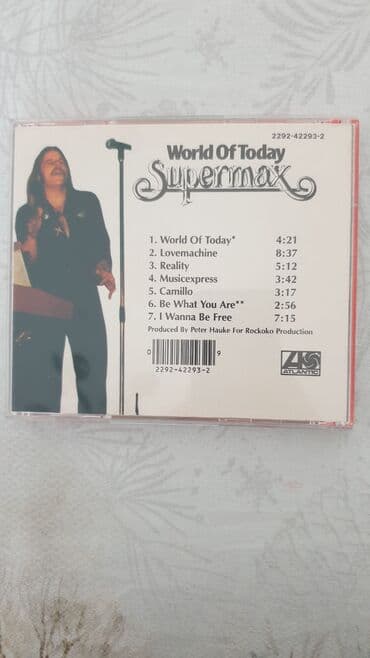 2292-42293-2
World Of Today
Supermax
1. World Of Today* 4:21
2. Lovemachine 8:37
3. Reality 5:12
4. Musicexpress 3:42
5. Camillo 3:17
6. Be What You Are** 2:56
7. I Wanna Be Free 7:15
Produced By Peter Hauke For Rockoko Production
0 9
2292-42293-2
ATLANTIC